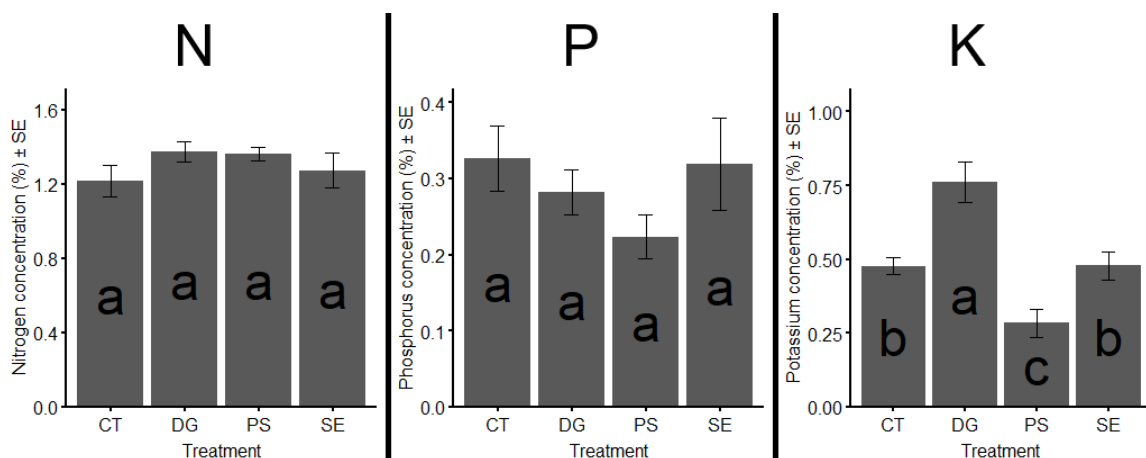 N
Nitrogen concentration (%) ± SE
1.6
1.2
0.8
0.4
0.0
a
a
a
a
CT
DG
PS
SE
Treatment
P
Phosphorus concentration (%) ± SE
0.4
0.3
0.2
0.1
0.0
a
a
a
a
CT
DG
PS
SE
Treatment
K
Potassium concentration (%) ± SE
1.00
0.75
0.50
0.25
0.00
b
a
c
b
CT
DG
PS
SE
Treatment